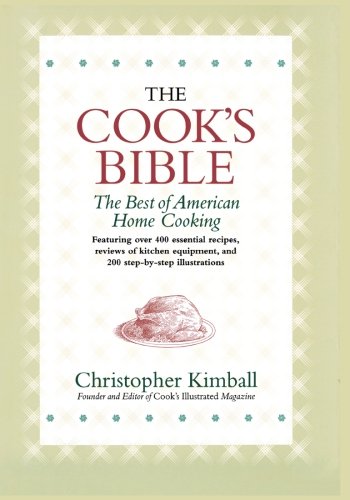 THE
COOK'S
BIBLE
The Best of American
Home Cooking
Featuring over 400 essential recipes,
reviews of kitchen equipment, and
200 step-by-step illustrations
Christopher Kimball
Founder and Editor of Cook's Illustrated Magazine